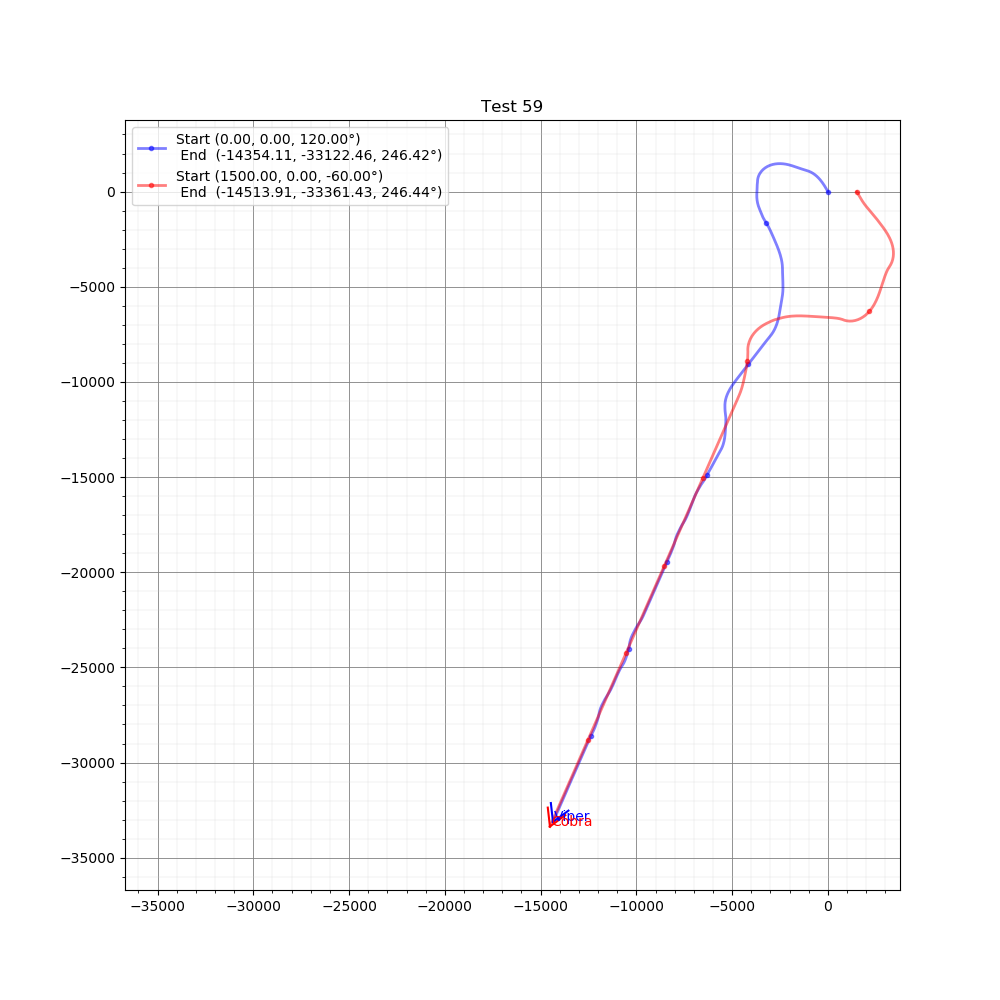 Test 59
Start (0.00, 0.00, 120.00°)
End (-14354.11, -33122.46, 246.42°)
Start (1500.00, 0.00, -60.00°)
End (-14513.91, -33361.43, 246.44°)
0
−5000
−10000
−15000
−20000
−25000
−30000
−35000
Viper
Cobra
−35000
−30000
−25000
−20000
−15000
−10000
−5000
0